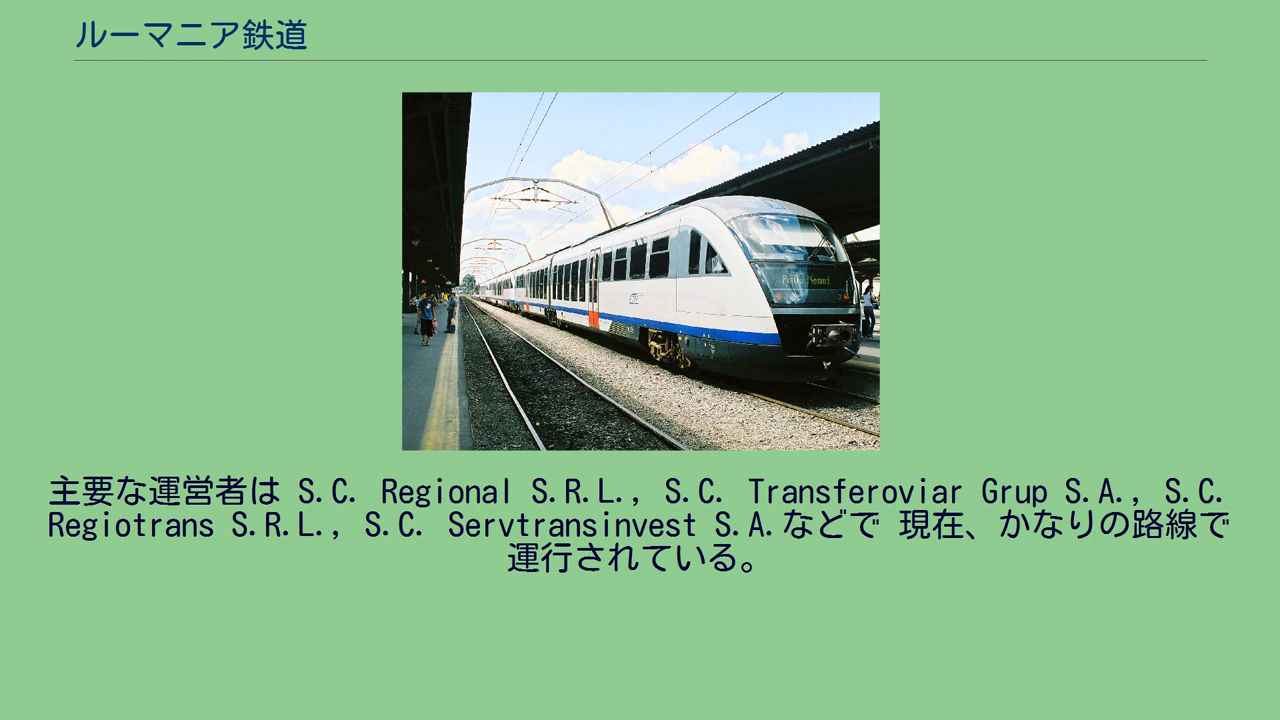 ルーマニア鉄道
主要な運営者は S.C. Regional S.R.L., S.C. Transferoviar Grup S.A., S.C.
Regiotrans S.R.L., S.C. Servtransinvest S.A.などで 現在、かなりの路線で
運行されている。